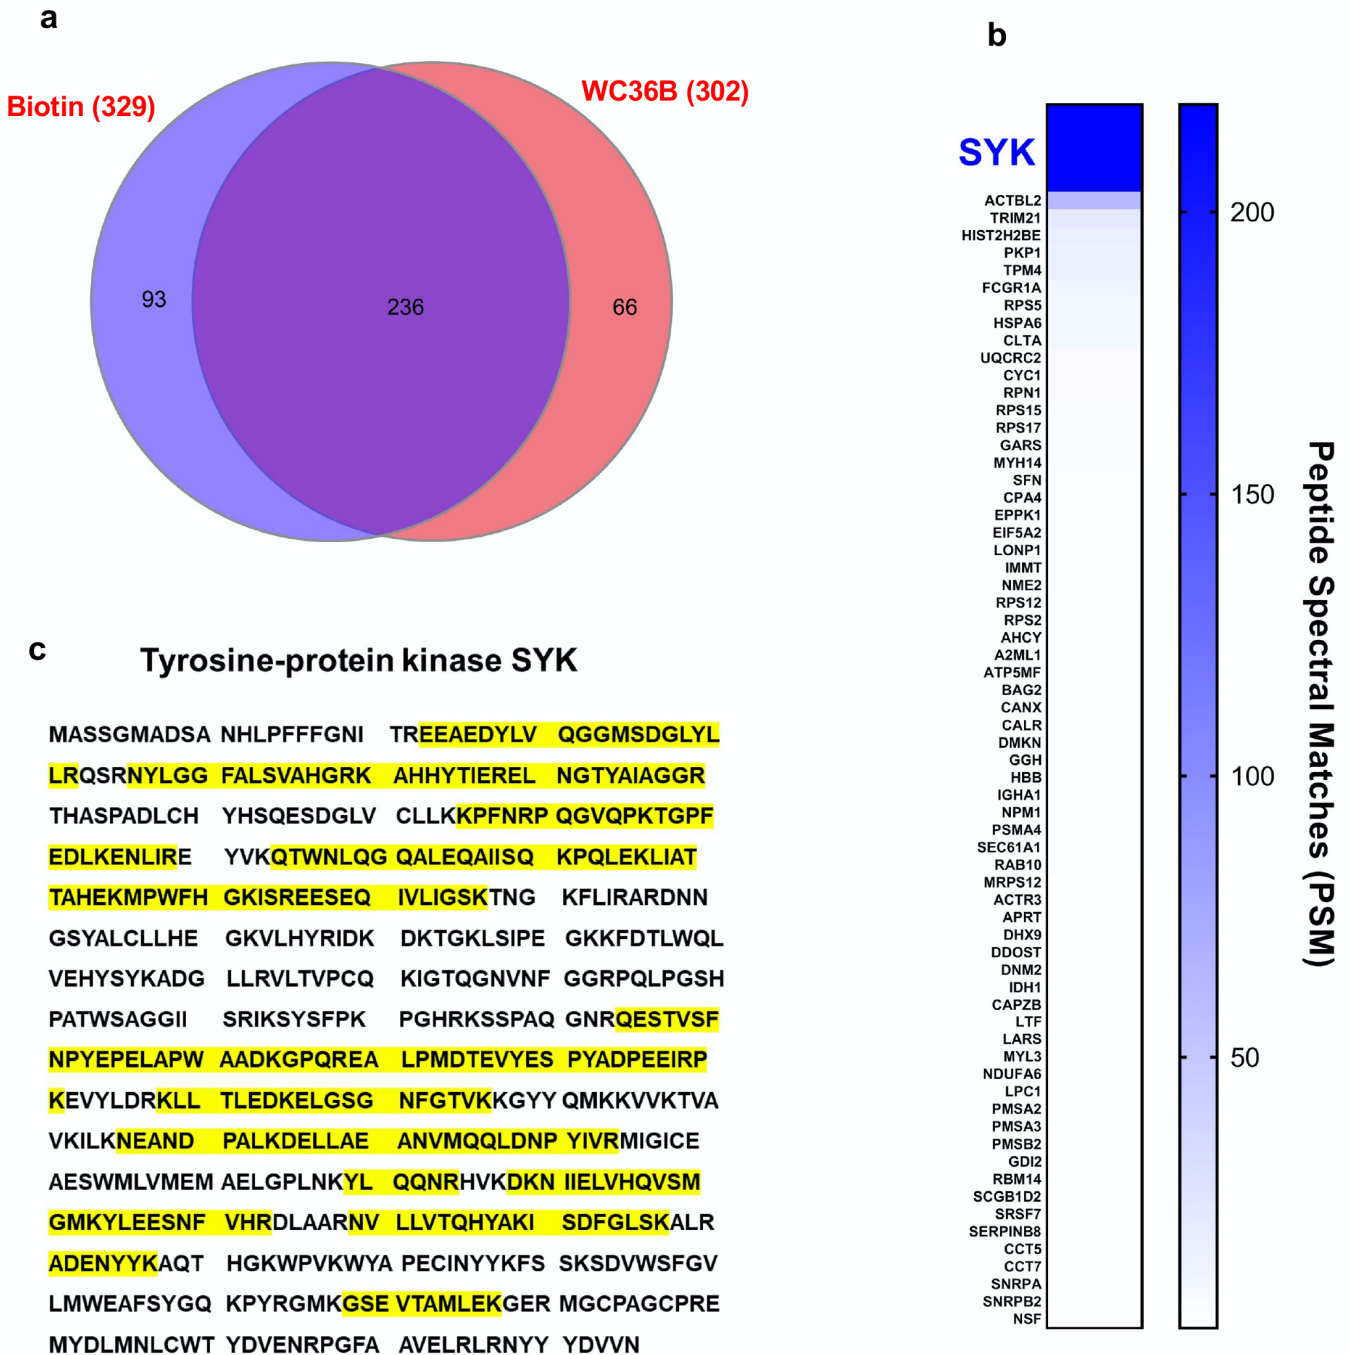 a
Biotin (329)
WC36B (302)
93
236
66
b
SYK
ACTBL2
TRIM21
HIST2H2BE
PKP1
TPM4
FCGR1A
RPS5
HSPA6
CLTA
UQCRC2
CYC1
RPN1
RPS15
RPS17
GARS
MYH14
SFN
CPA4
EPPK1
EIF5A2
LONP1
IMMT
NME2
RPS12
RPS2
AHCY
A2ML1
ATP5MF
BAG2
CANX
CALR
DMKN
GGH
HBB
IGHA1
NPM1
PSMA4
SEC61A1
RAB10
MRPS12
ACTR3
APRT
DHX9
DDOST
DNM2
IDH1
CAPZB
LTF
LARS
MYL3
NDUFA6
LPC1
PMSA2
PMSA3
PMSB2
GDI2
RBM14
SCGB1D2
SRSF7
SERPINB8
CCT5
CCT7
SNRPA
SNRPB2
NSF
200
150
100
50
Peptide Spectral Matches (PSM)
c
Tyrosine-protein kinase SYK
MASSGMADSA NHLPFFFGNI TREEAEDYLV QGGMSDGLYL
LRQSRNYLGG FALSVAHGRK AHHYTIEREL NGTYAIAGGR
THASPADLCH YHSQESDGLV CLLKKPFNRP QGVQPKTGPF
EDLKENLIRE YVKQTWNLQG QALEQAIISQ KPQLEKLIAT
TAHEKMPWFH GKISREESEQ IVLIGSKTNG KFLIRARDNN
GSYALCLLHE GKVLHYRIDK DKTGKLSIPE GKKFDTLWQL
VEHYSYKADG LLRVLTVPCQ KIGTQGNVNF GGRPQLPGSH
PATWSAGGII SRIKSYSFPK PGHRKSSPAQ GNRQESTVSF
NPYEPELAPW AADKGPQREA LPMDTEVYES PYADPEEIRP
KEVYLDRKLL TLEDKELGSG NFGTVKKGYY QMKKVVKTVA
VKILKNEAND PALKDELLAE ANVMQQLDNP YIVRMIGICE
AESWMLVMEM AELGPLNKYL QQNRHVKDKN IIELVHQVSM
GMKYLEESNF VHRDLAARNV LLVTQHYAKI SDFGLSKALR
ADENYYKAQT HGKWPVKWYA PECINYYKFS SKSDVWSFGV
LMWEAFSYGQ KPYRGMKGSE VTAMLEKGER MGCPAGCPRE
MYDLMNLCWT YDVENRPGFA AVELRLRNYY YDVVN